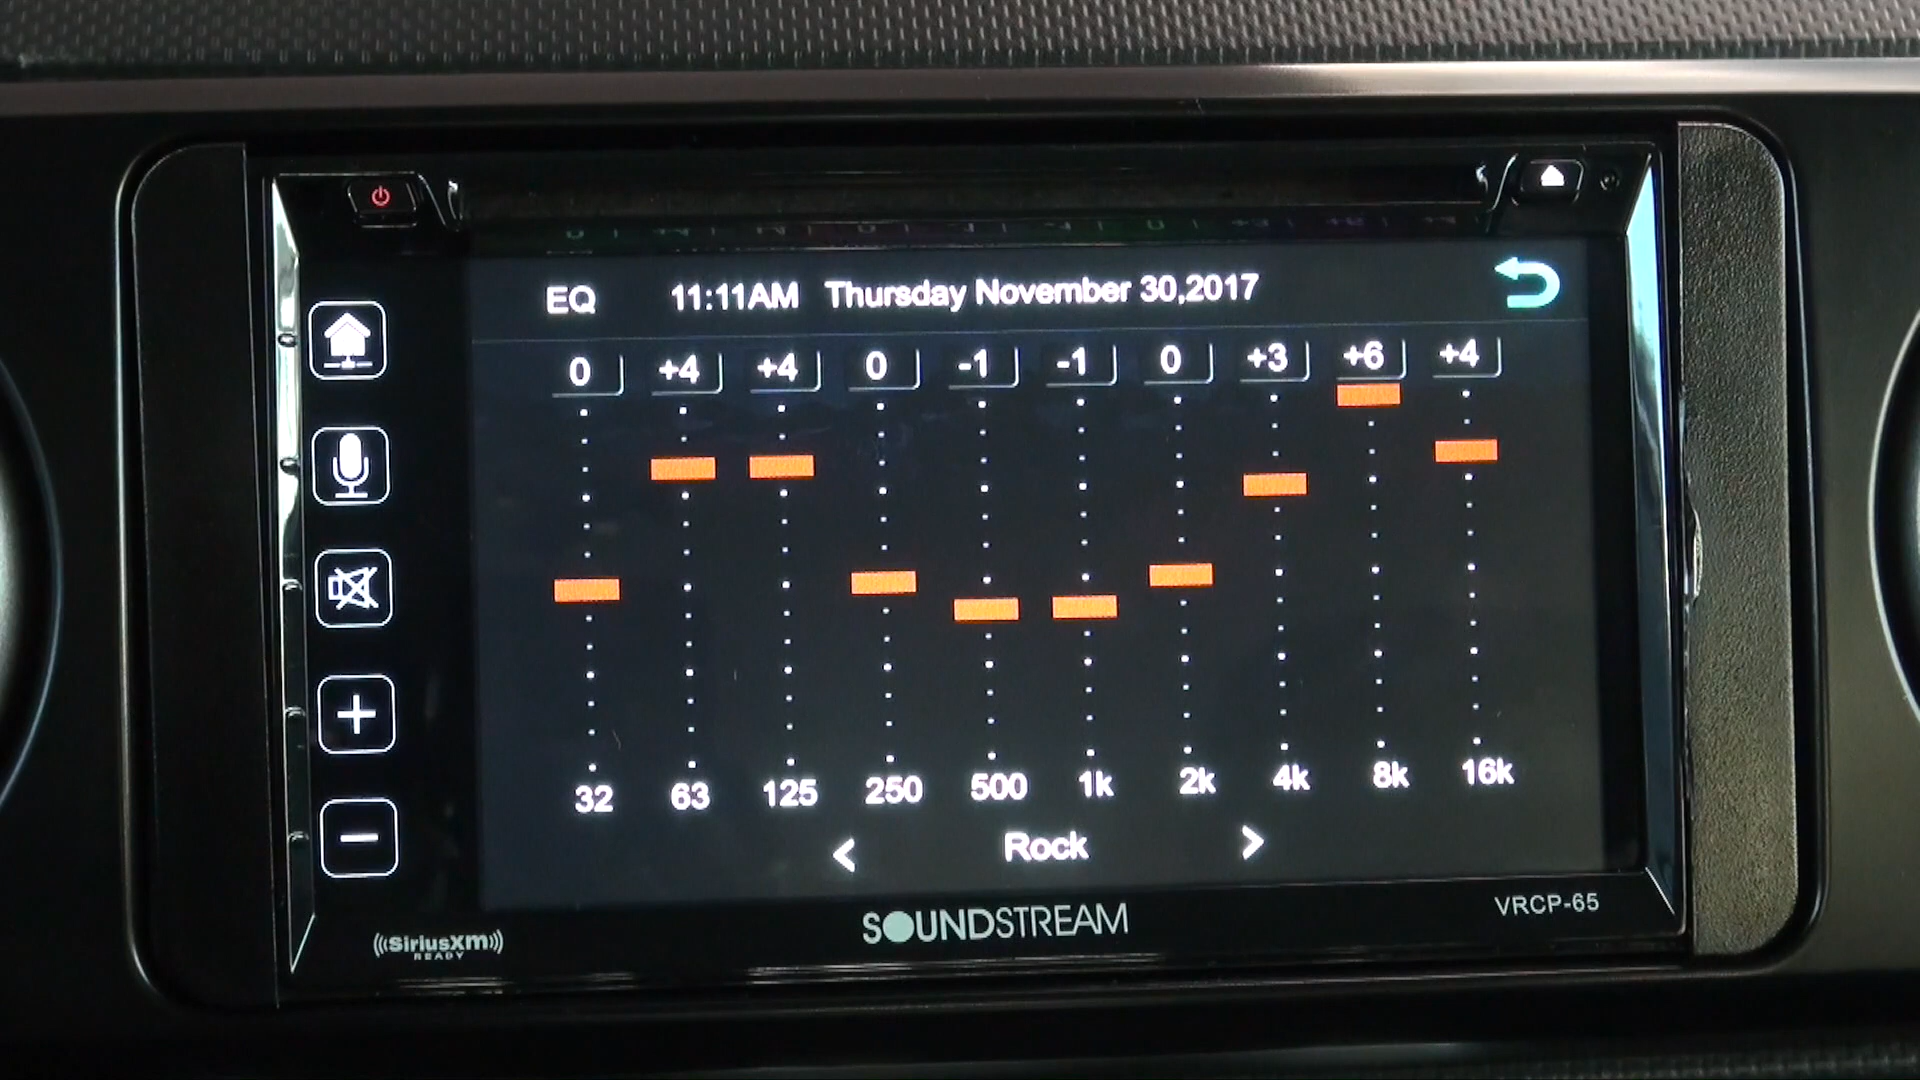 EQ 11:11AM Thursday November 30,2017
0 +4 +4 0 -1 -1 0 +3 +6 +4
32 63 125 250 500 1k 2k 4k 8k 16k
< Rock >
SOUNDSTREAM
VRCP-65
SiriusXM
READY